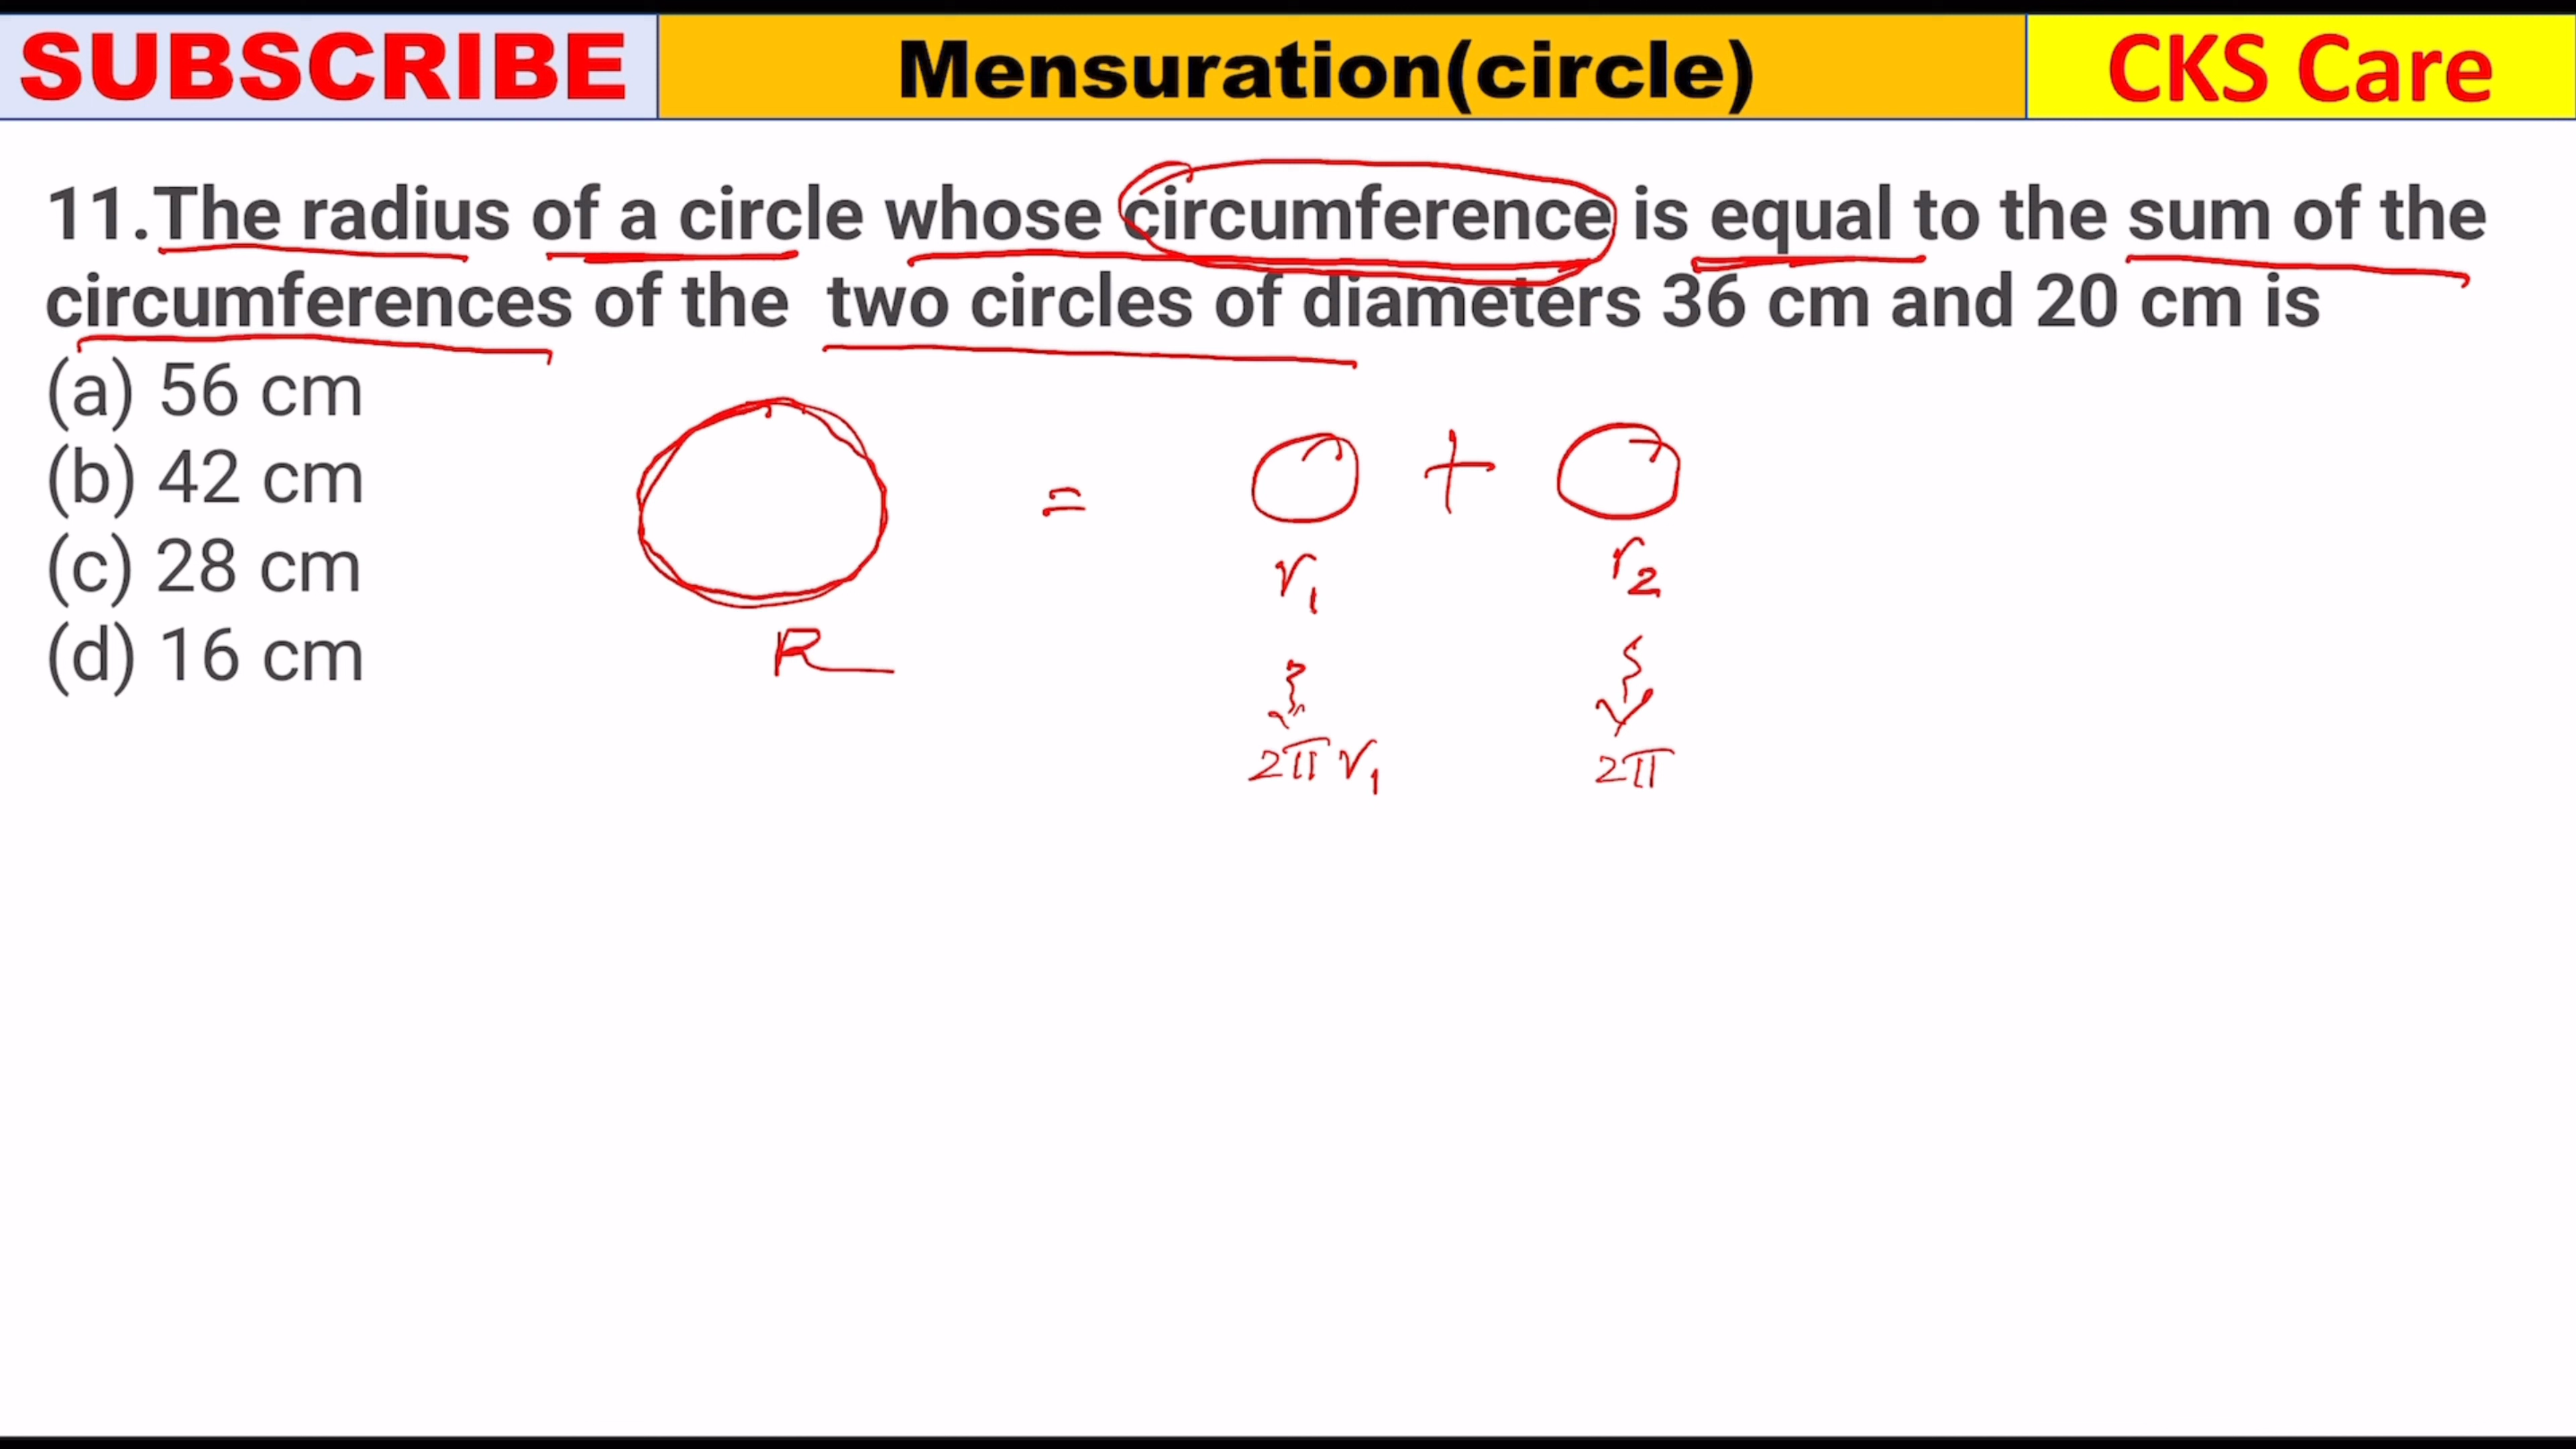 SUBSCRIBE Mensuration(circle) CKS Care
11.The radius of a circle whose circumference is equal to the sum of the
circumferences of the two circles of diameters 36 cm and 20 cm is
(a) 56 cm
(b) 42 cm
(c) 28 cm
(d) 16 cm
= +
r₁ r₂
R
2π r₁ 2π